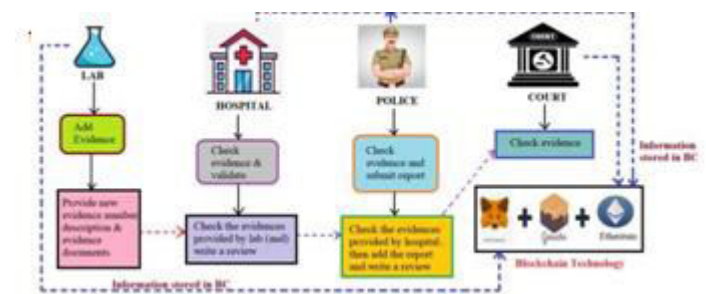 COURT
LAB
HOSPITAL
POLICE
COURT
Add
Evidence
Check
evidence &
validate
Check
evidence and
submit report
Check evidence
Information
stored in BC
Provide new
evidence number
description &
evidence
documents
Check the evidences
provided by lab (and)
write a review
Check the evidences
provided by hospital,
then add the report
and write a review
Ethereum
Blockchain Technology
Information stored in BC